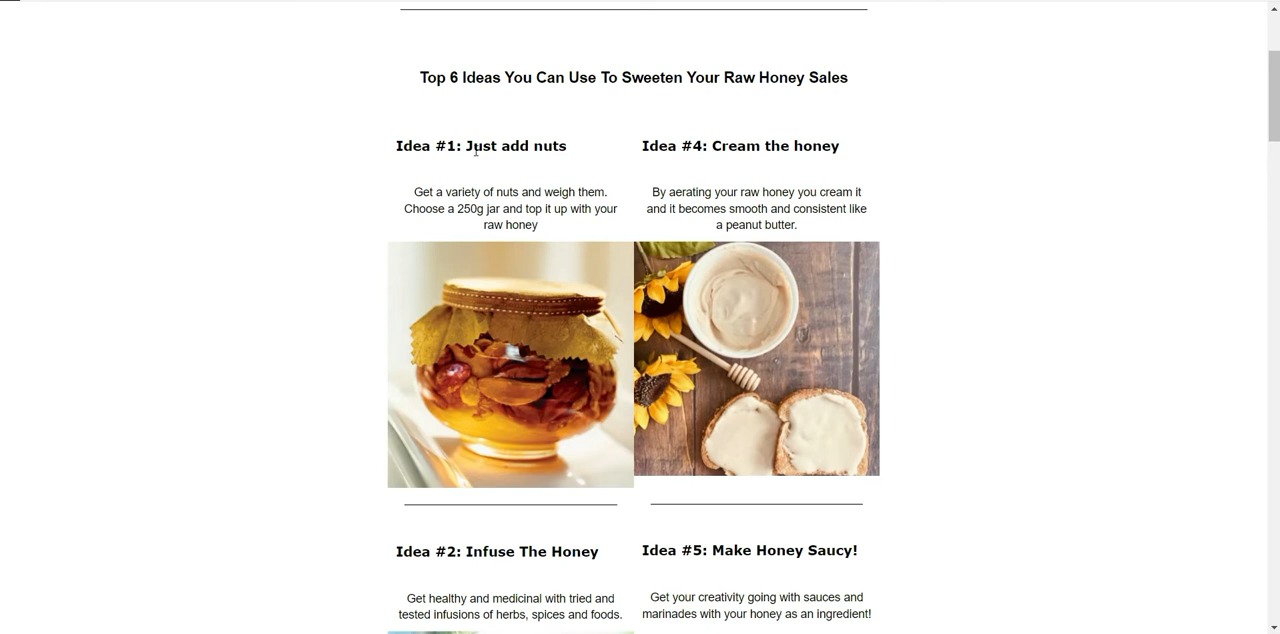 Top 6 Ideas You Can Use To Sweeten Your Raw Honey Sales
Idea #1: Just add nuts
Get a variety of nuts and weigh them.
Choose a 250g jar and top it up with your
raw honey
Idea #4: Cream the honey
By aerating your raw honey you cream it
and it becomes smooth and consistent like
a peanut butter.
Idea #2: Infuse The Honey
Get healthy and medicinal with tried and
tested infusions of herbs, spices and foods.
Idea #5: Make Honey Saucy!
Get your creativity going with sauces and
marinades with your honey as an ingredient!